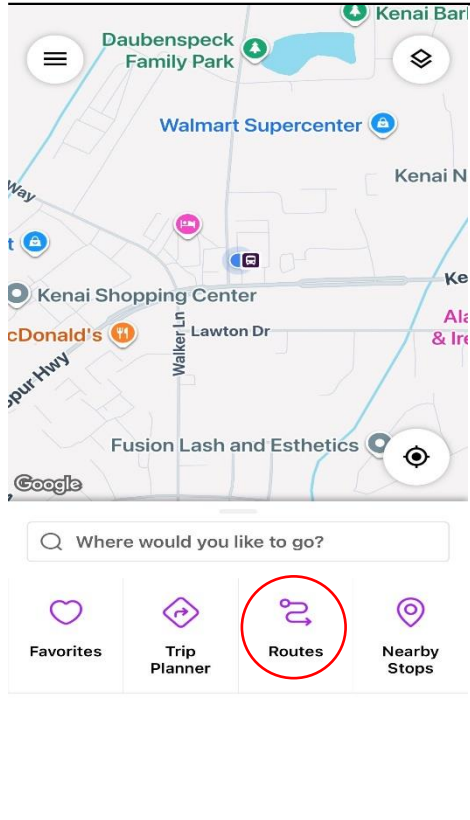 Kenai Bar
Daubenspeck
Family Park
Walmart Supercenter
Kenai N
Way
t
Kenai Shopping Center
Ke
cDonald's
Walker Ln
Lawton Dr
Ala
& Ire
pur Hwy
Fusion Lash and Esthetics
Google
Where would you like to go?
Favorites
Trip
Planner
Routes
Nearby
Stops